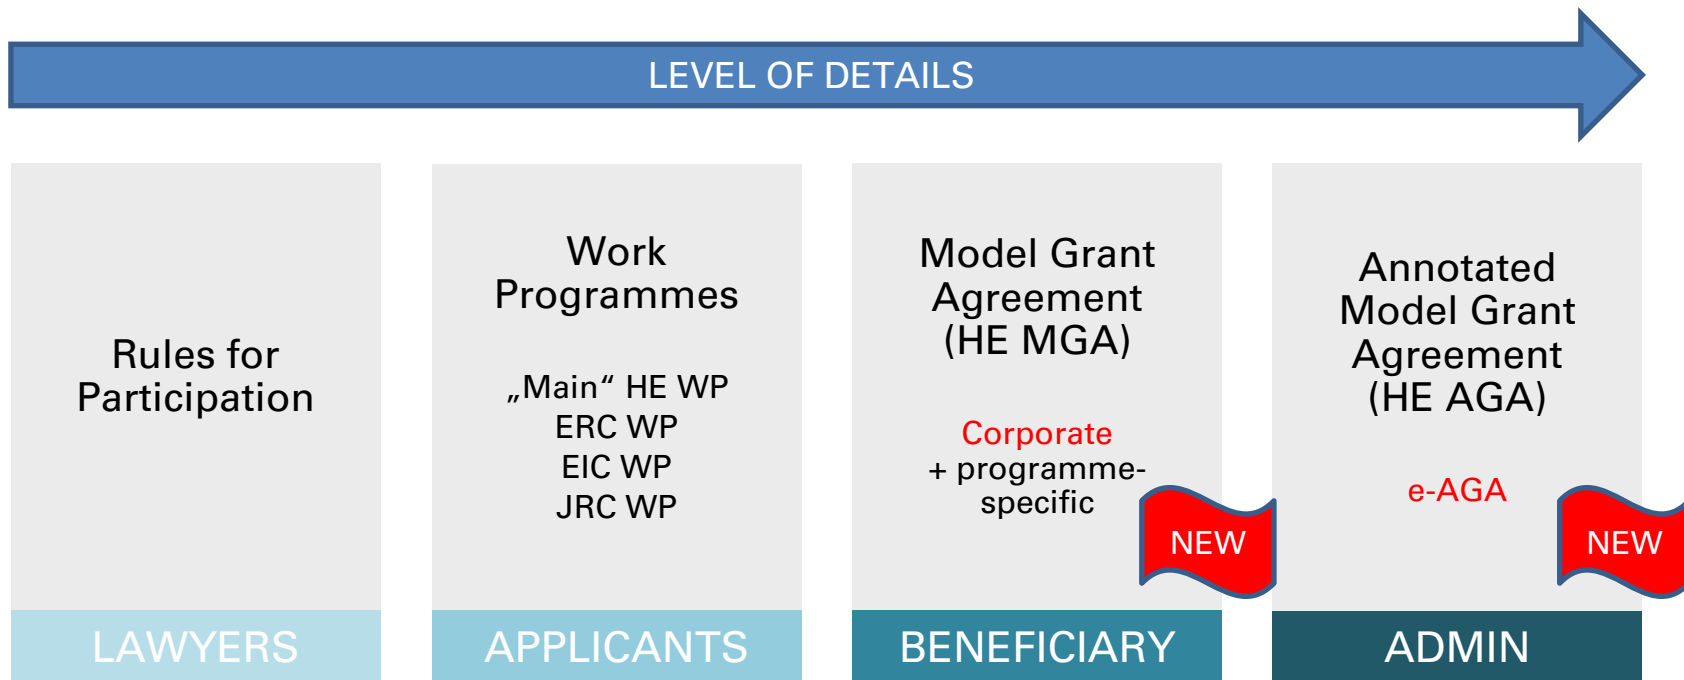 LEVEL OF DETAILS
Rules for
Participation
LAWYERS
Work
Programmes
„Main“ HE WP
ERC WP
EIC WP
JRC WP
APPLICANTS
Model Grant
Agreement
(HE MGA)
Corporate
+ programme-
specific
NEW
BENEFICIARY
Annotated
Model Grant
Agreement
(HE AGA)
e-AGA
NEW
ADMIN